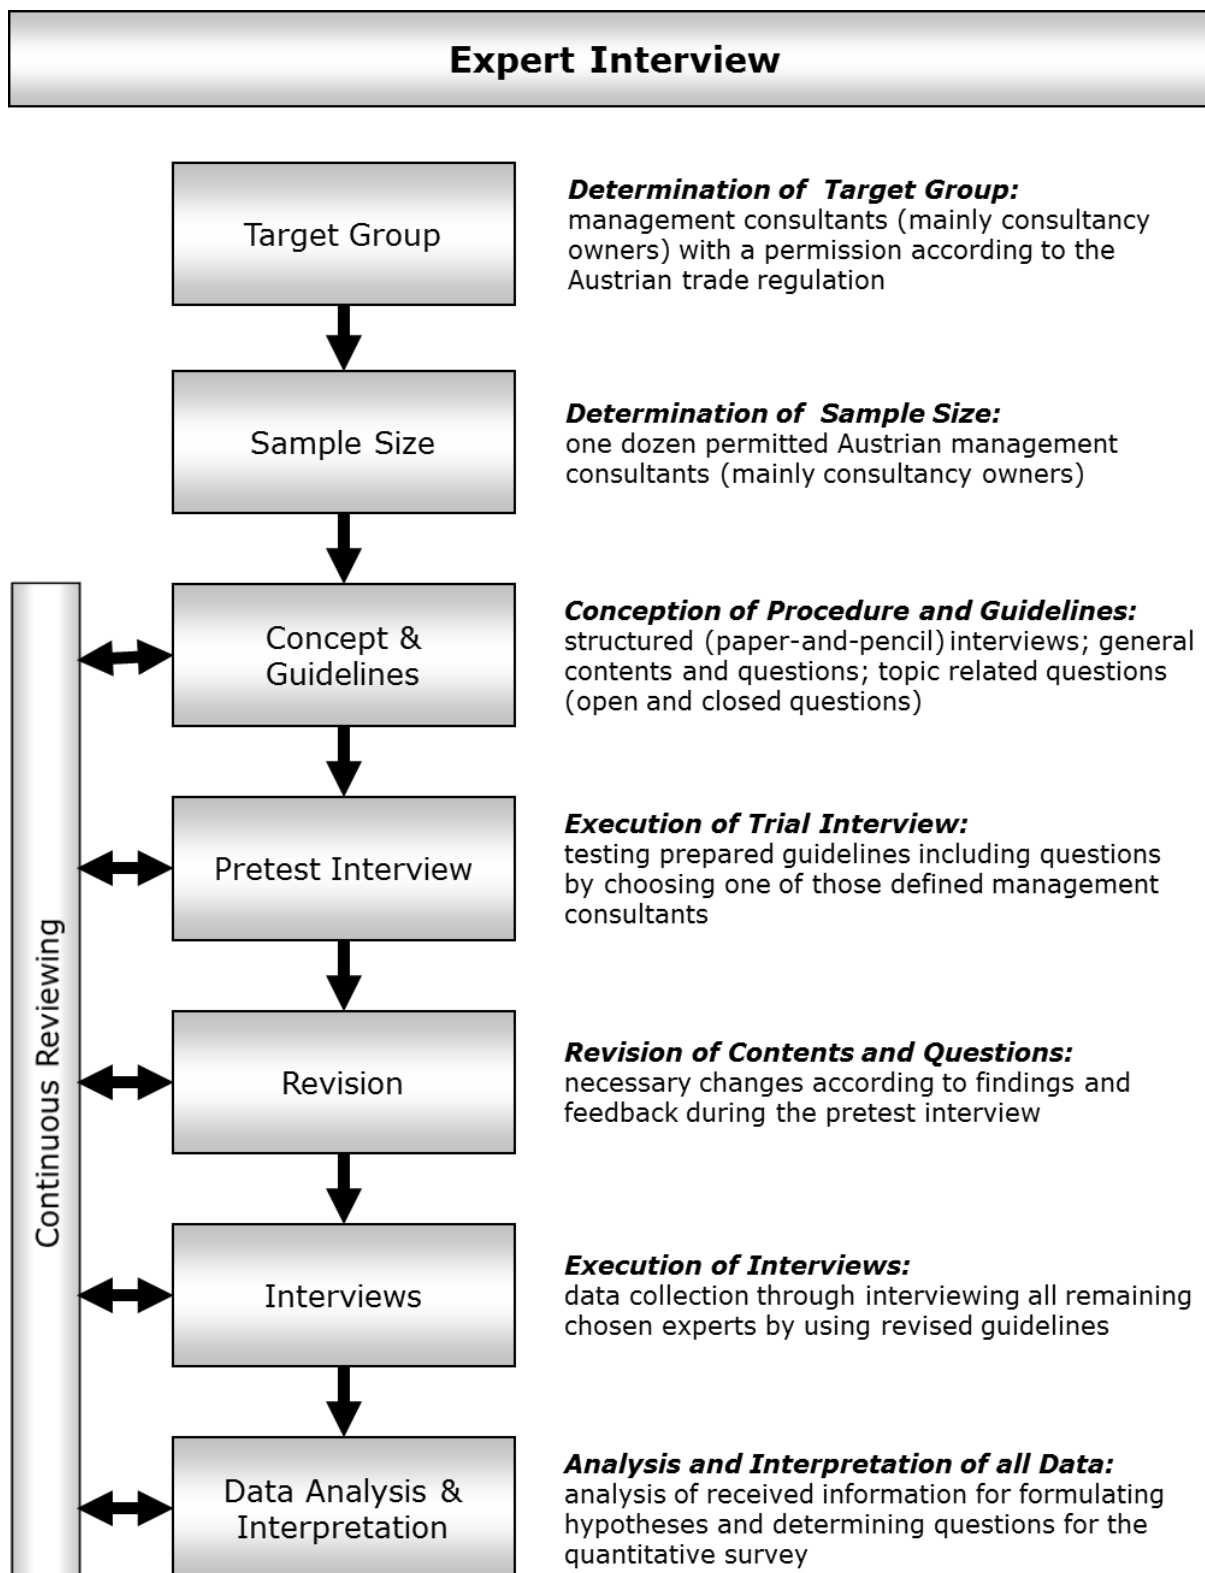 Expert Interview
Target Group
Determination of Target Group:
management consultants (mainly consultancy
owners) with a permission according to the
Austrian trade regulation
Sample Size
Determination of Sample Size:
one dozen permitted Austrian management
consultants (mainly consultancy owners)
Continuous Reviewing
Concept &
Guidelines
Conception of Procedure and Guidelines:
structured (paper-and-pencil) interviews; general
contents and questions; topic related questions
(open and closed questions)
Pretest Interview
Execution of Trial Interview:
testing prepared guidelines including questions
by choosing one of those defined management
consultants
Revision
Revision of Contents and Questions:
necessary changes according to findings and
feedback during the pretest interview
Interviews
Execution of Interviews:
data collection through interviewing all remaining
chosen experts by using revised guidelines
Data Analysis &
Interpretation
Analysis and Interpretation of all Data:
analysis of received information for formulating
hypotheses and determining questions for the
quantitative survey